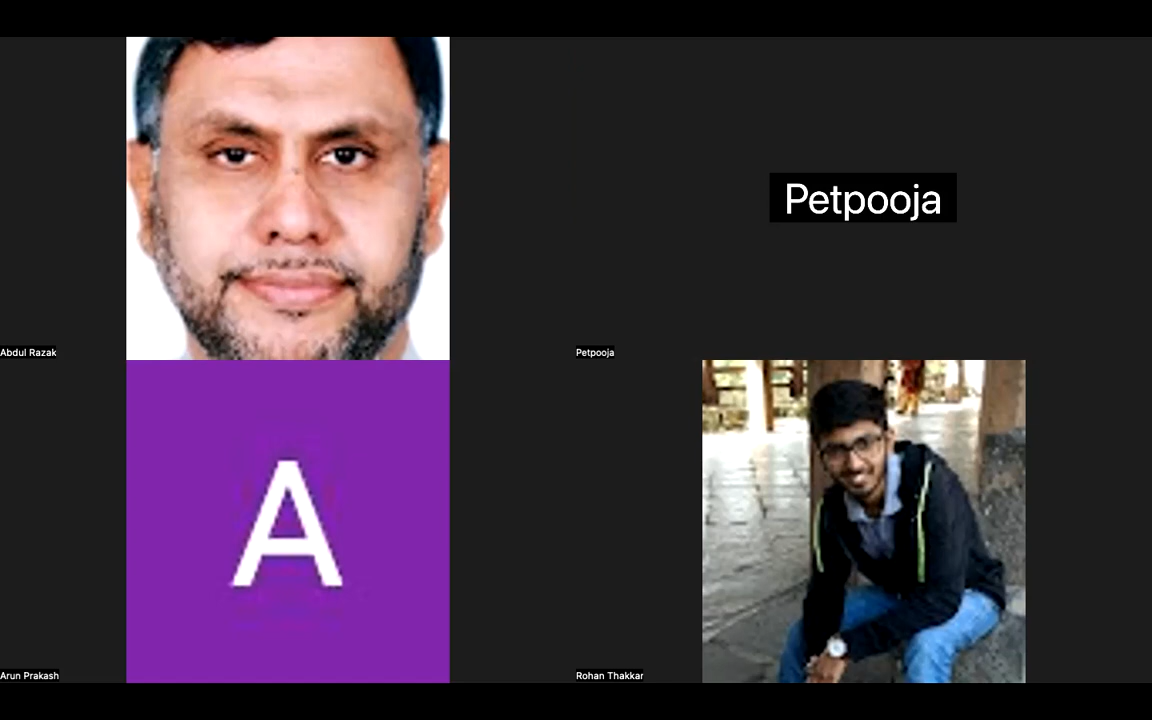 Petpooja
Abdul Razak
Petpooja
A
Arun Prakash
Rohan Thakkar